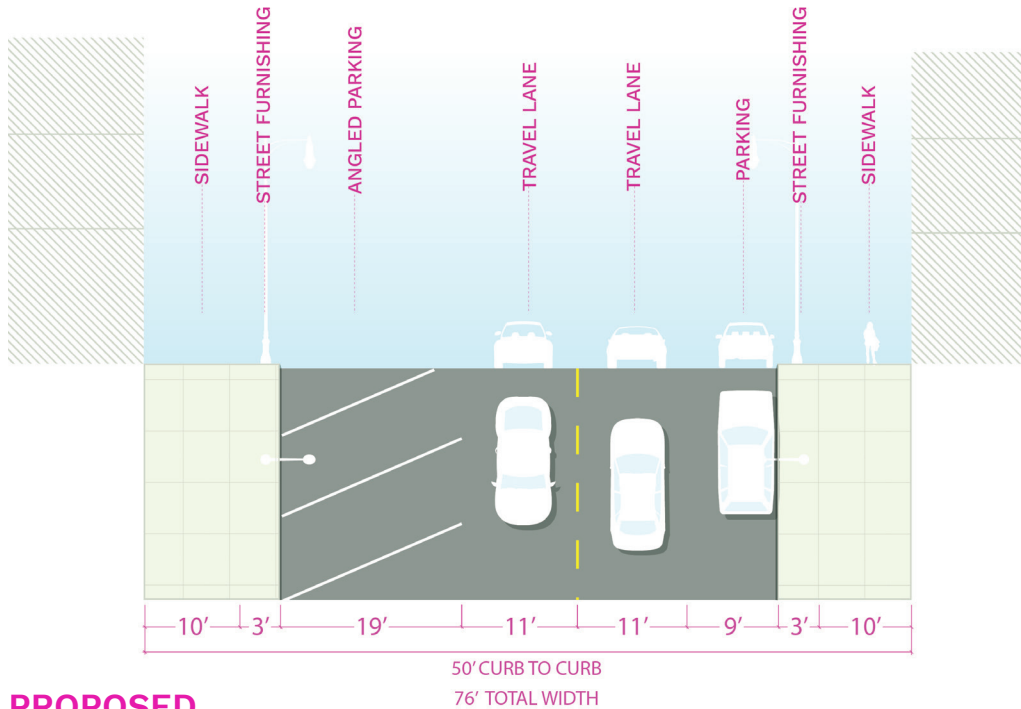 SIDEWALK
STREET FURNISHING
ANGLED PARKING
TRAVEL LANE
TRAVEL LANE
PARKING
STREET FURNISHING
SIDEWALK
10’ 3’ 19’ 11’ 11’ 9’ 3’ 10’
50’ CURB TO CURB
76’ TOTAL WIDTH
PROPOSED